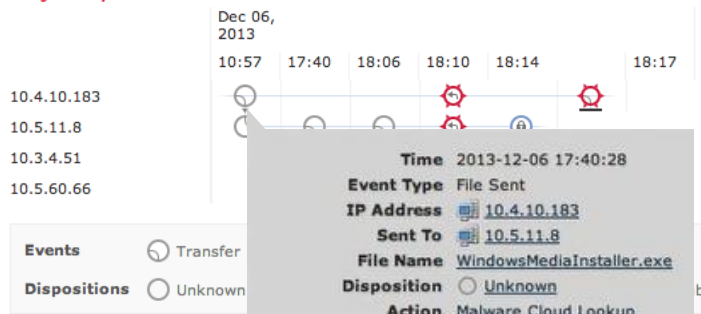 Dec 06,
2013
10:57 17:40 18:06 18:10 18:14 18:17
10.4.10.183
10.5.11.8
10.3.4.51
10.5.60.66
Time 2013-12-06 17:40:28
Event Type File Sent
IP Address 10.4.10.183
Sent To 10.5.11.8
File Name WindowsMediaInstaller.exe
Disposition Unknown
Action Malware Cloud Lookup
Events Transfer
Dispositions Unknown